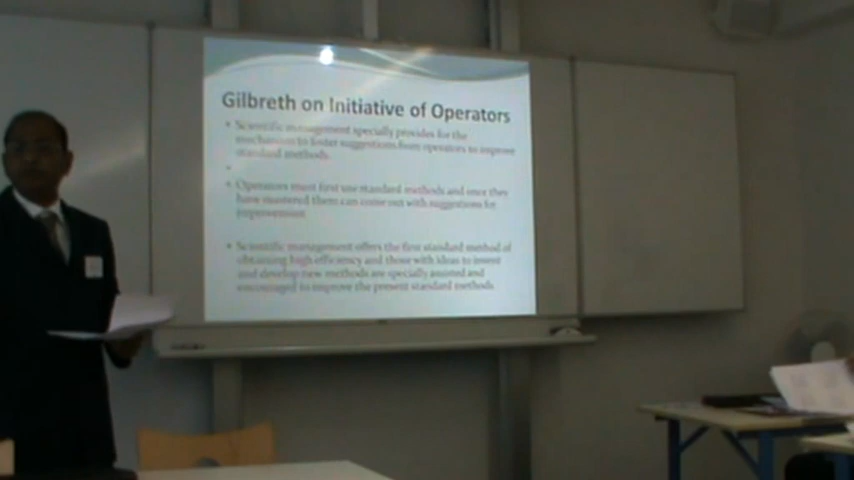 Gilbreth on Initiative of Operators
• Scientific management specially provides for the
mechanism to foster suggestions from operators to improve
standard methods.
•
• Operators must first use standard methods and once they
have mastered them can come out with suggestions for
improvement
• Scientific management offers the first standard method of
obtaining high efficiency and those with ideas to invent
and develop new methods are specially assisted and
encouraged to improve the present standard methods